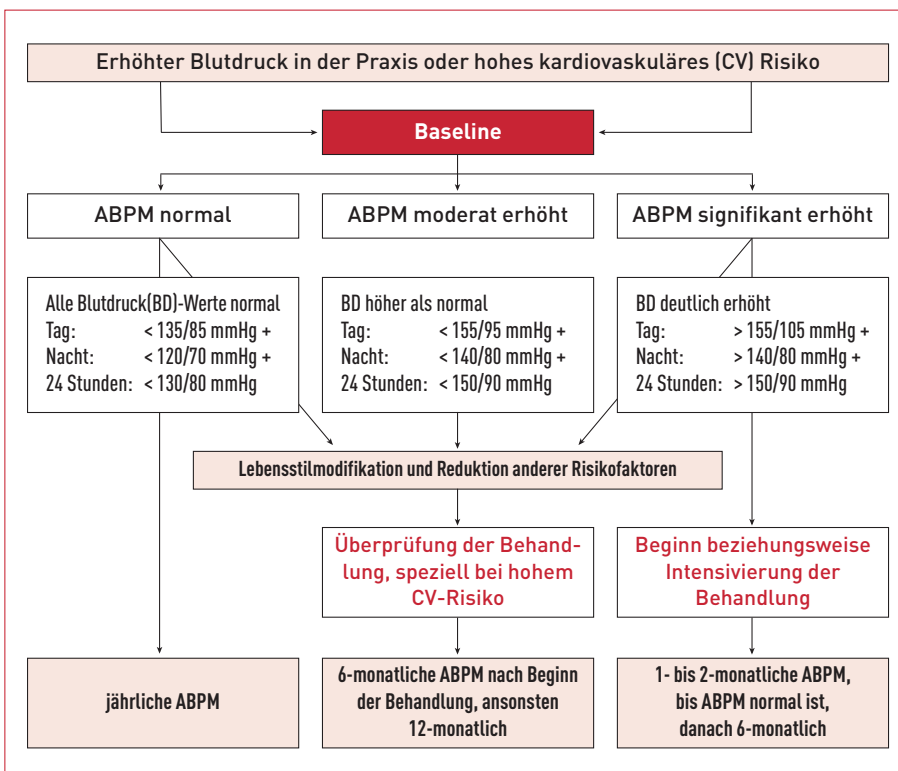 Erhöhter Blutdruck in der Praxis oder hohes kardiovaskuläres (CV) Risiko
Baseline
ABPM normal
ABPM moderat erhöht
ABPM signifikant erhöht
Alle Blutdruck(BD)-Werte normal
Tag: < 135/85 mmHg +
Nacht: < 120/70 mmHg +
24 Stunden: < 130/80 mmHg
BD höher als normal
Tag: < 155/95 mmHg +
Nacht: < 140/80 mmHg +
24 Stunden: < 150/90 mmHg
BD deutlich erhöht
Tag: > 155/105 mmHg +
Nacht: > 140/80 mmHg +
24 Stunden: > 150/90 mmHg
Lebensstilmodifikation und Reduktion anderer Risikofaktoren
Überprüfung der Behand-
lung, speziell bei hohem
CV-Risiko
Beginn beziehungsweise
Intensivierung der
Behandlung
jährliche ABPM
6-monatliche ABPM nach Beginn
der Behandlung, ansonsten
12-monatlich
1- bis 2-monatliche ABPM,
bis ABPM normal ist,
danach 6-monatlich